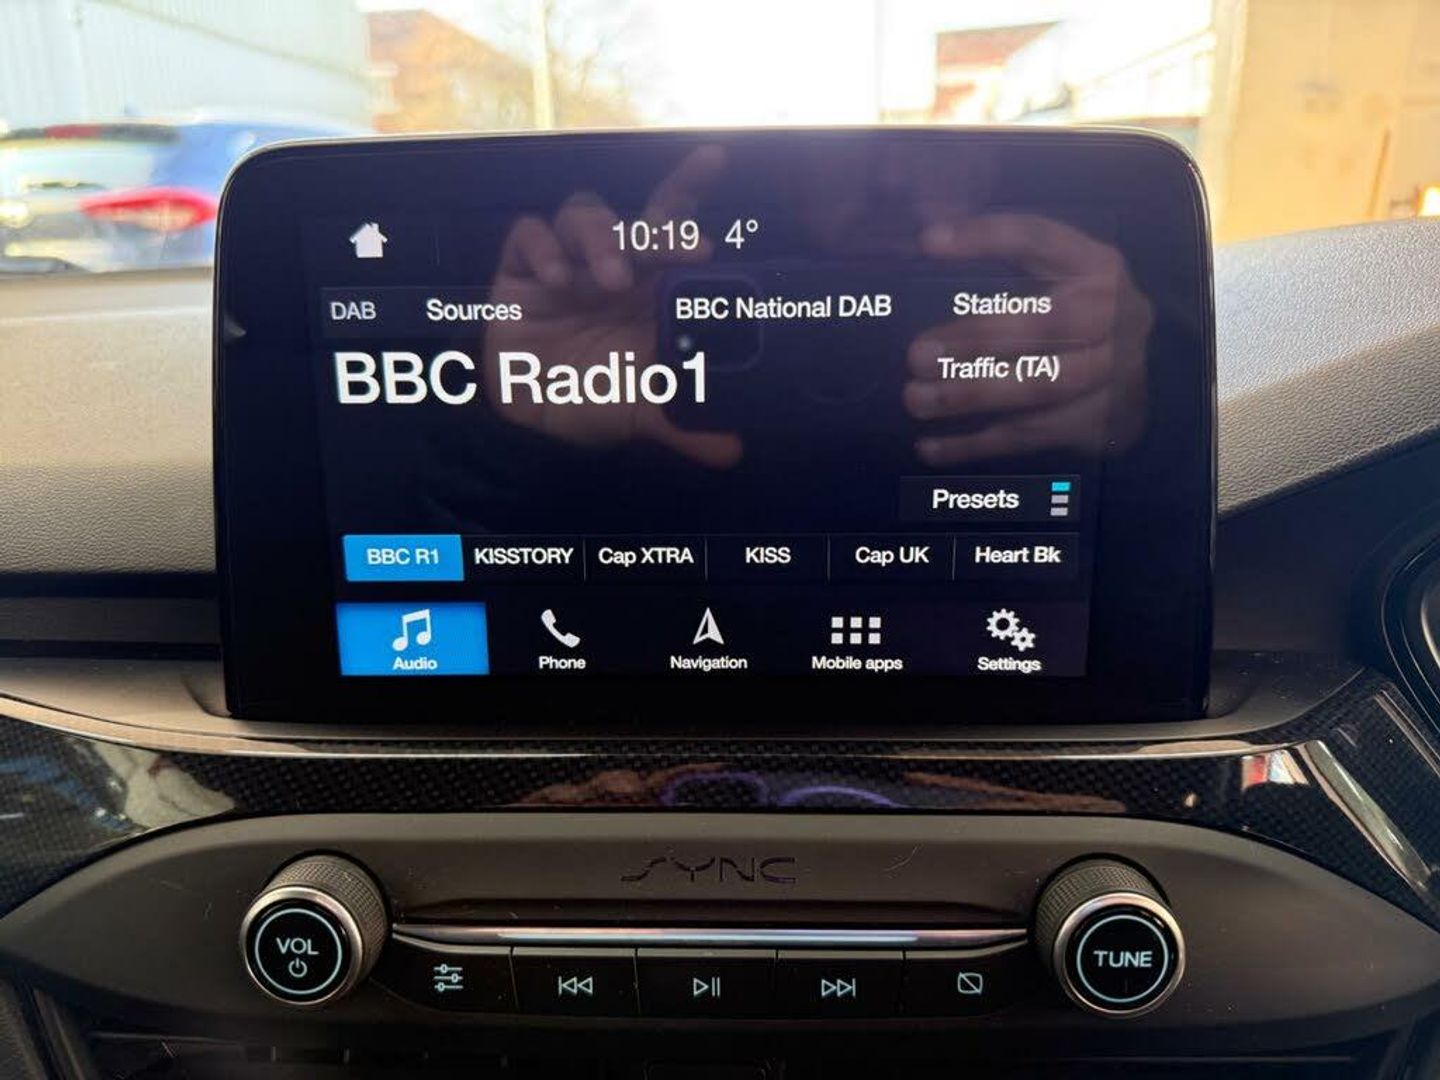 10:19 4°
DAB Sources BBC National DAB Stations
BBC Radio1
Traffic (TA)
Presets
BBC R1 KISSTORY Cap XTRA KISS Cap UK Heart Bk
Audio Phone Navigation Mobile apps Settings
SYNC
VOL
TUNE